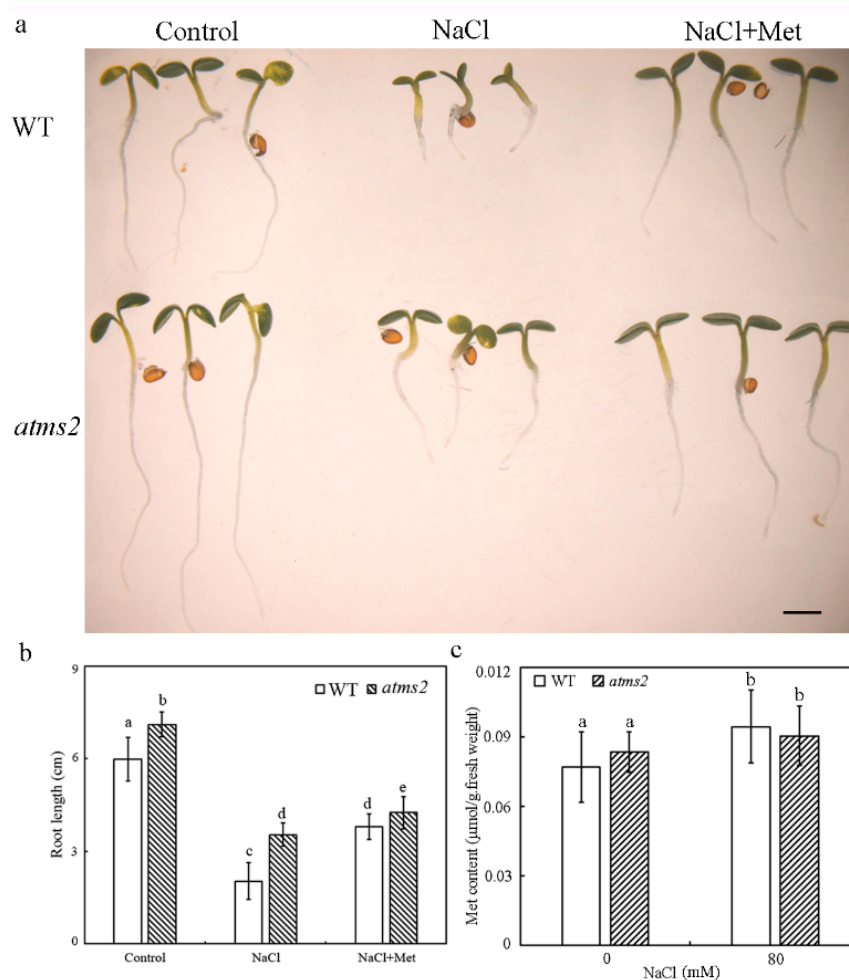 a
Control NaCl NaCl+Met
WT
atms2
b
9
6
3
0
Root length (cm)
WT atms2
a b c d d e
Control NaCl NaCl+Met
c
0.012
0.09
0.06
0.03
0
Met content (μmol/g fresh weight)
WT atms2
a a b b
0 80
NaCl (mM)